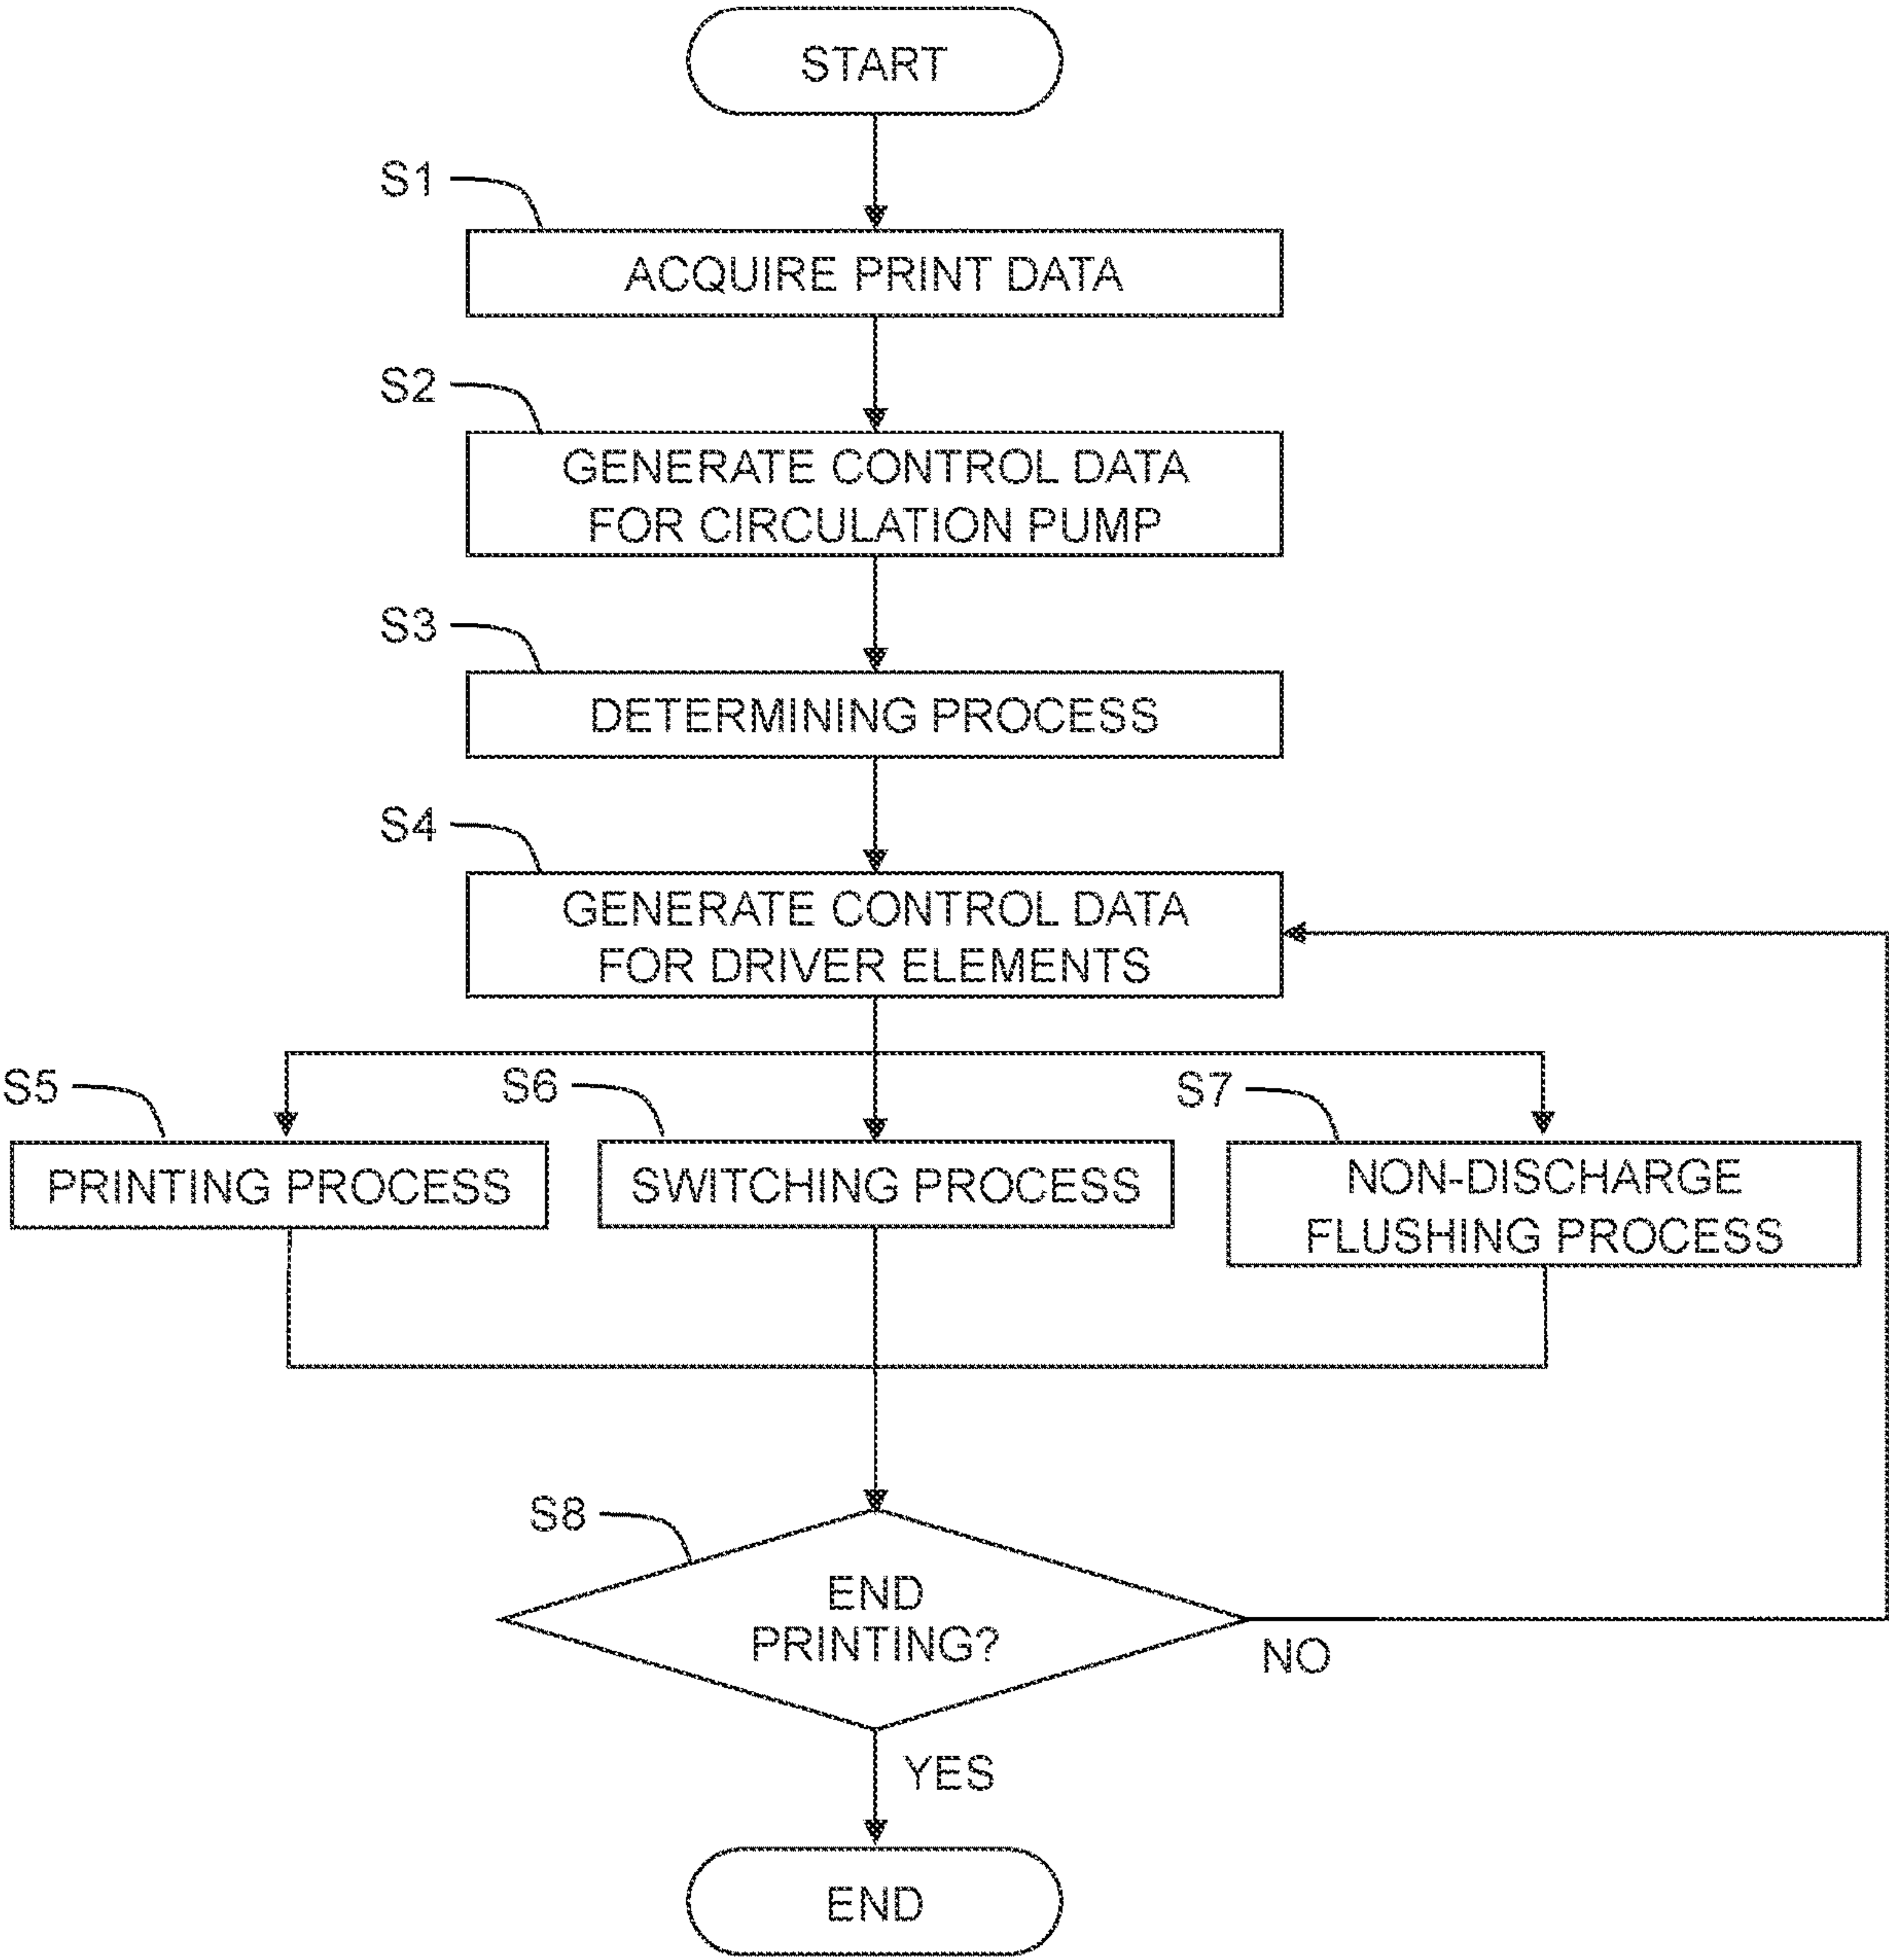 START
S1
ACQUIRE PRINT DATA
S2
GENERATE CONTROL DATA
FOR CIRCULATION PUMP
S3
DETERMINING PROCESS
S4
GENERATE CONTROL DATA
FOR DRIVER ELEMENTS
S5
PRINTING PROCESS
S6
SWITCHING PROCESS
S7
NON-DISCHARGE
FLUSHING PROCESS
S8
END
PRINTING?
NO
YES
END